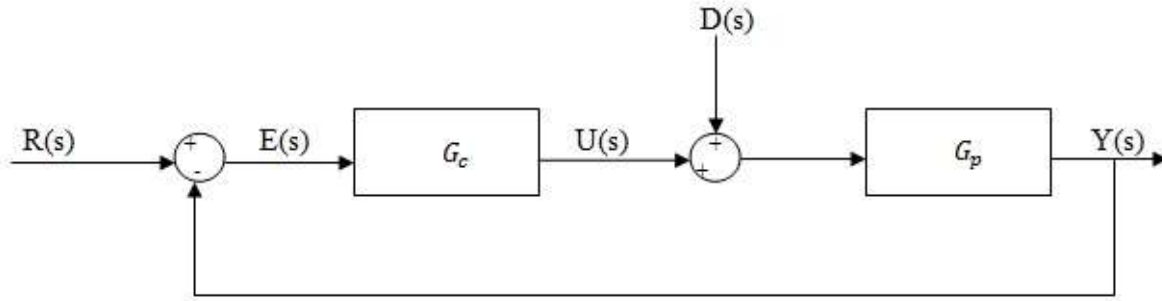 D(s)
R(s)
+
-
E(s)
G_c
U(s)
+
+
G_p
Y(s)